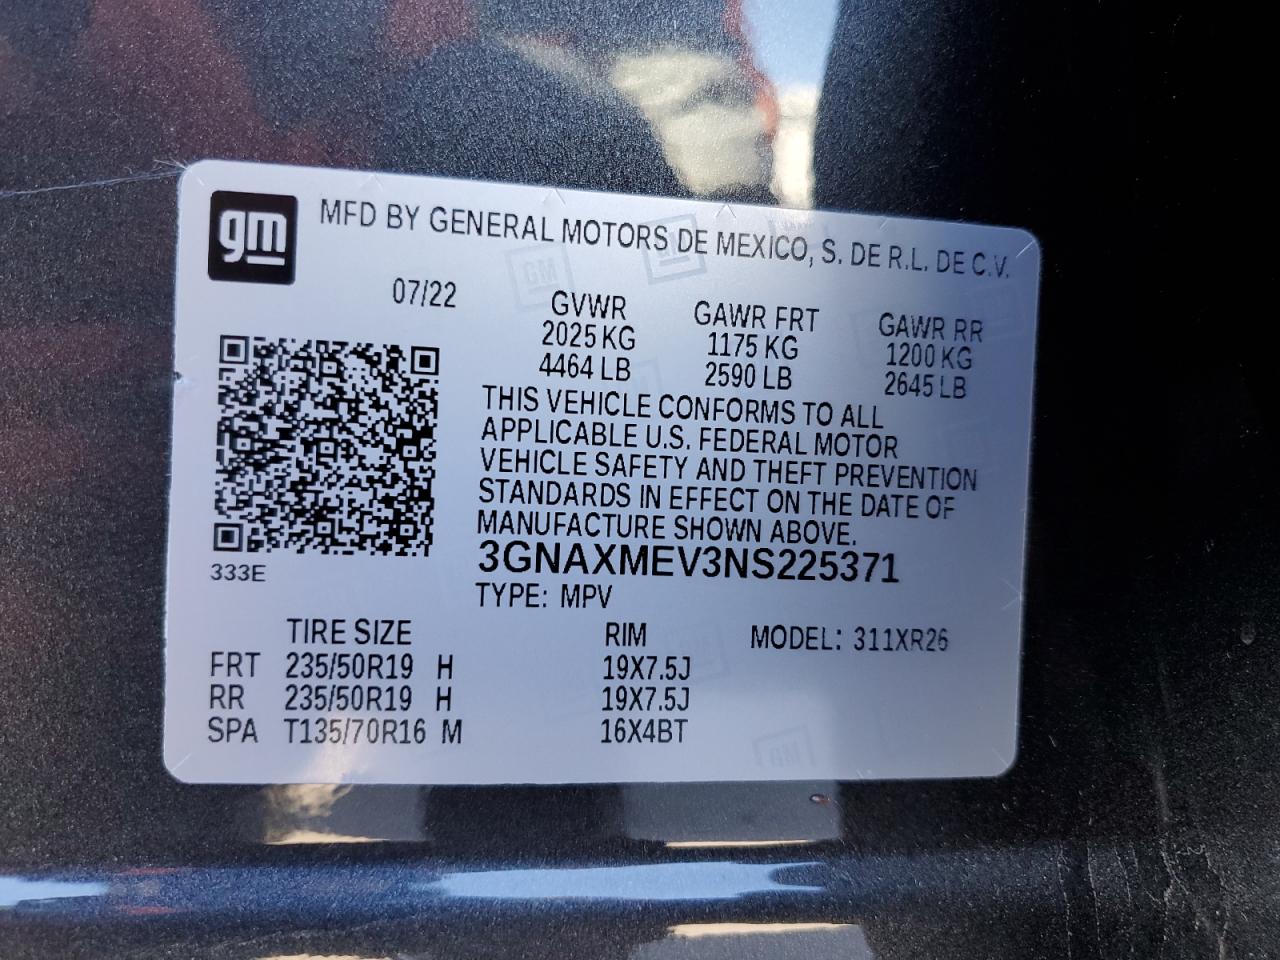 gm
MFD BY GENERAL MOTORS DE MEXICO, S. DE R.L. DE C.V.
07/22 GVWR GAWR FRT GAWR RR
2025 KG 1175 KG 1200 KG
4464 LB 2590 LB 2645 LB
THIS VEHICLE CONFORMS TO ALL
APPLICABLE U.S. FEDERAL MOTOR
VEHICLE SAFETY AND THEFT PREVENTION
STANDARDS IN EFFECT ON THE DATE OF
MANUFACTURE SHOWN ABOVE.
3GNAXMEV3NS225371
333E
TYPE: MPV
TIRE SIZE RIM MODEL: 311XR26
FRT 235/50R19 H 19X7.5J
RR 235/50R19 H 19X7.5J
SPA T135/70R16 M 16X4BT